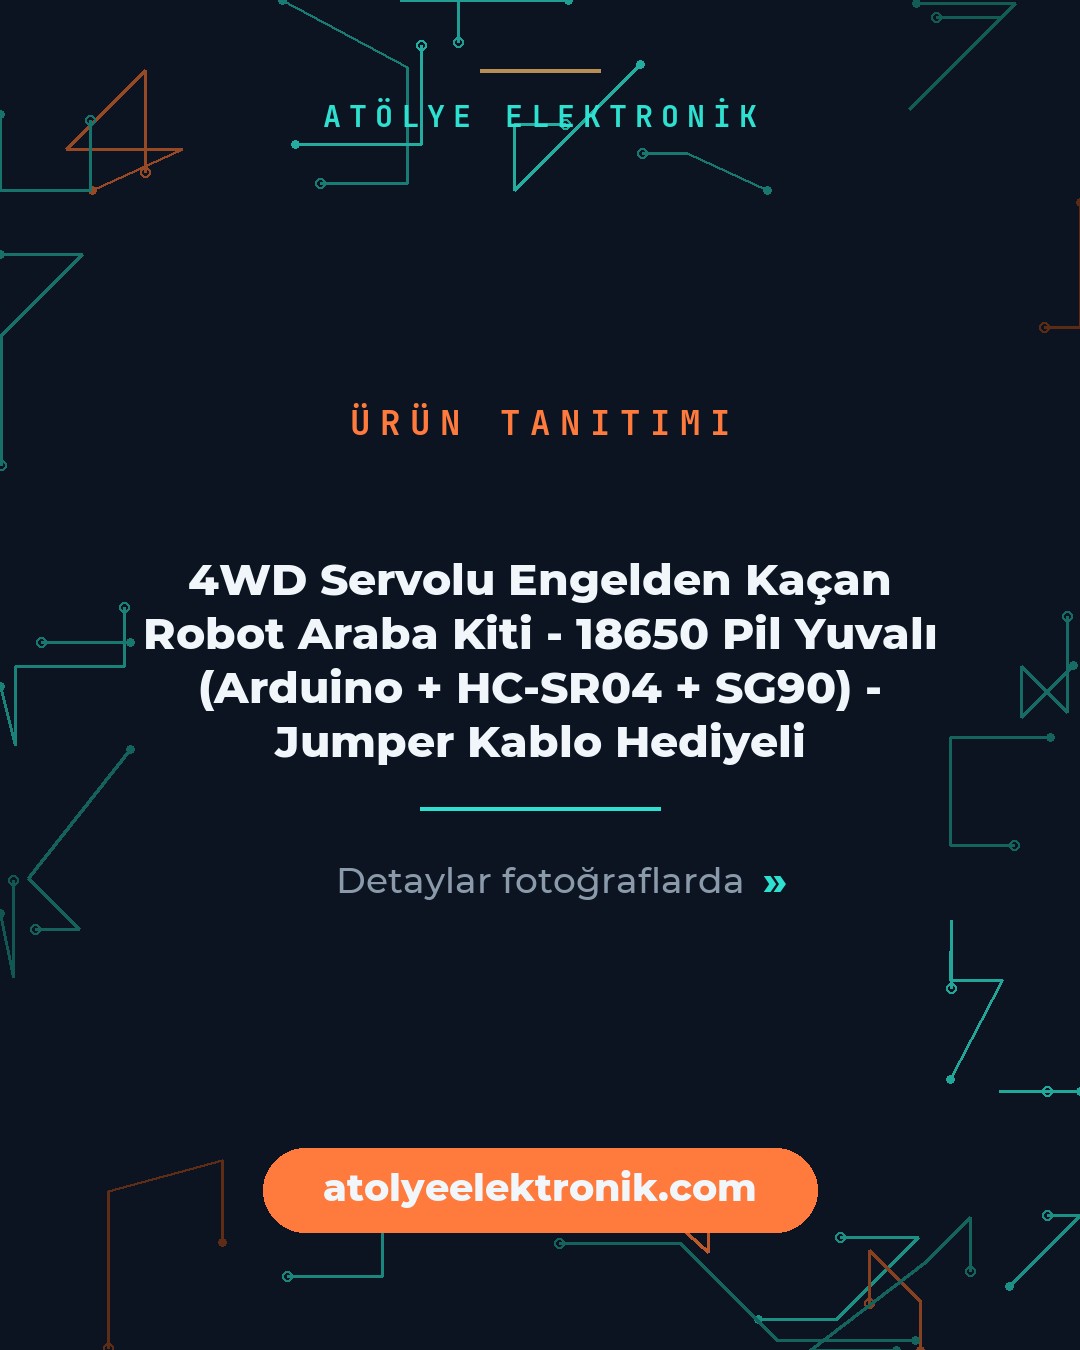 ATÖLYE ELEKTRONİK
ÜRÜN TANITIMI
4WD Servolu Engelden Kaçan
Robot Araba Kiti - 18650 Pil Yuvalı
(Arduino + HC-SR04 + SG90) -
Jumper Kablo Hediyeli
Detaylar fotoğraflarda »
atolyeelektronik.com